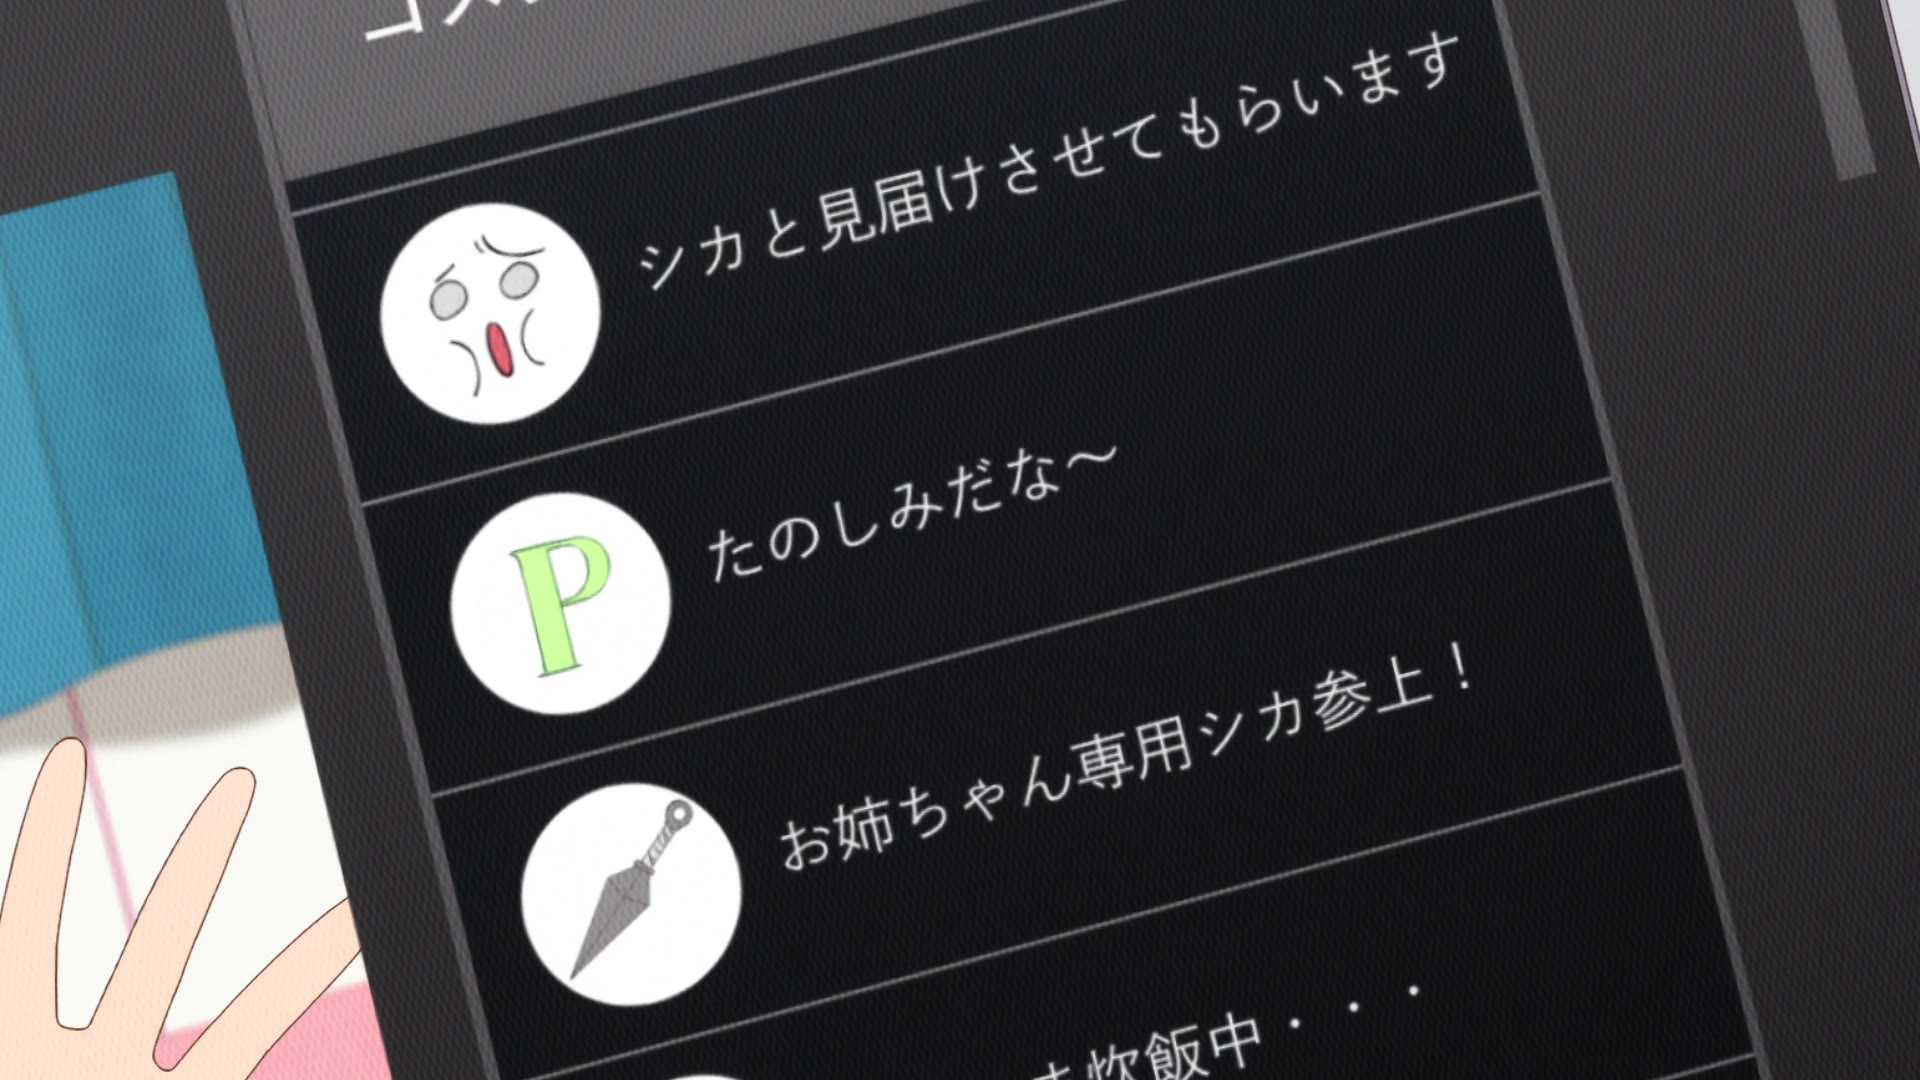 シカと見届けさせてもらいます
P
たのしみだな～
お姉ちゃん専用シカ参上！
炊飯中・・・